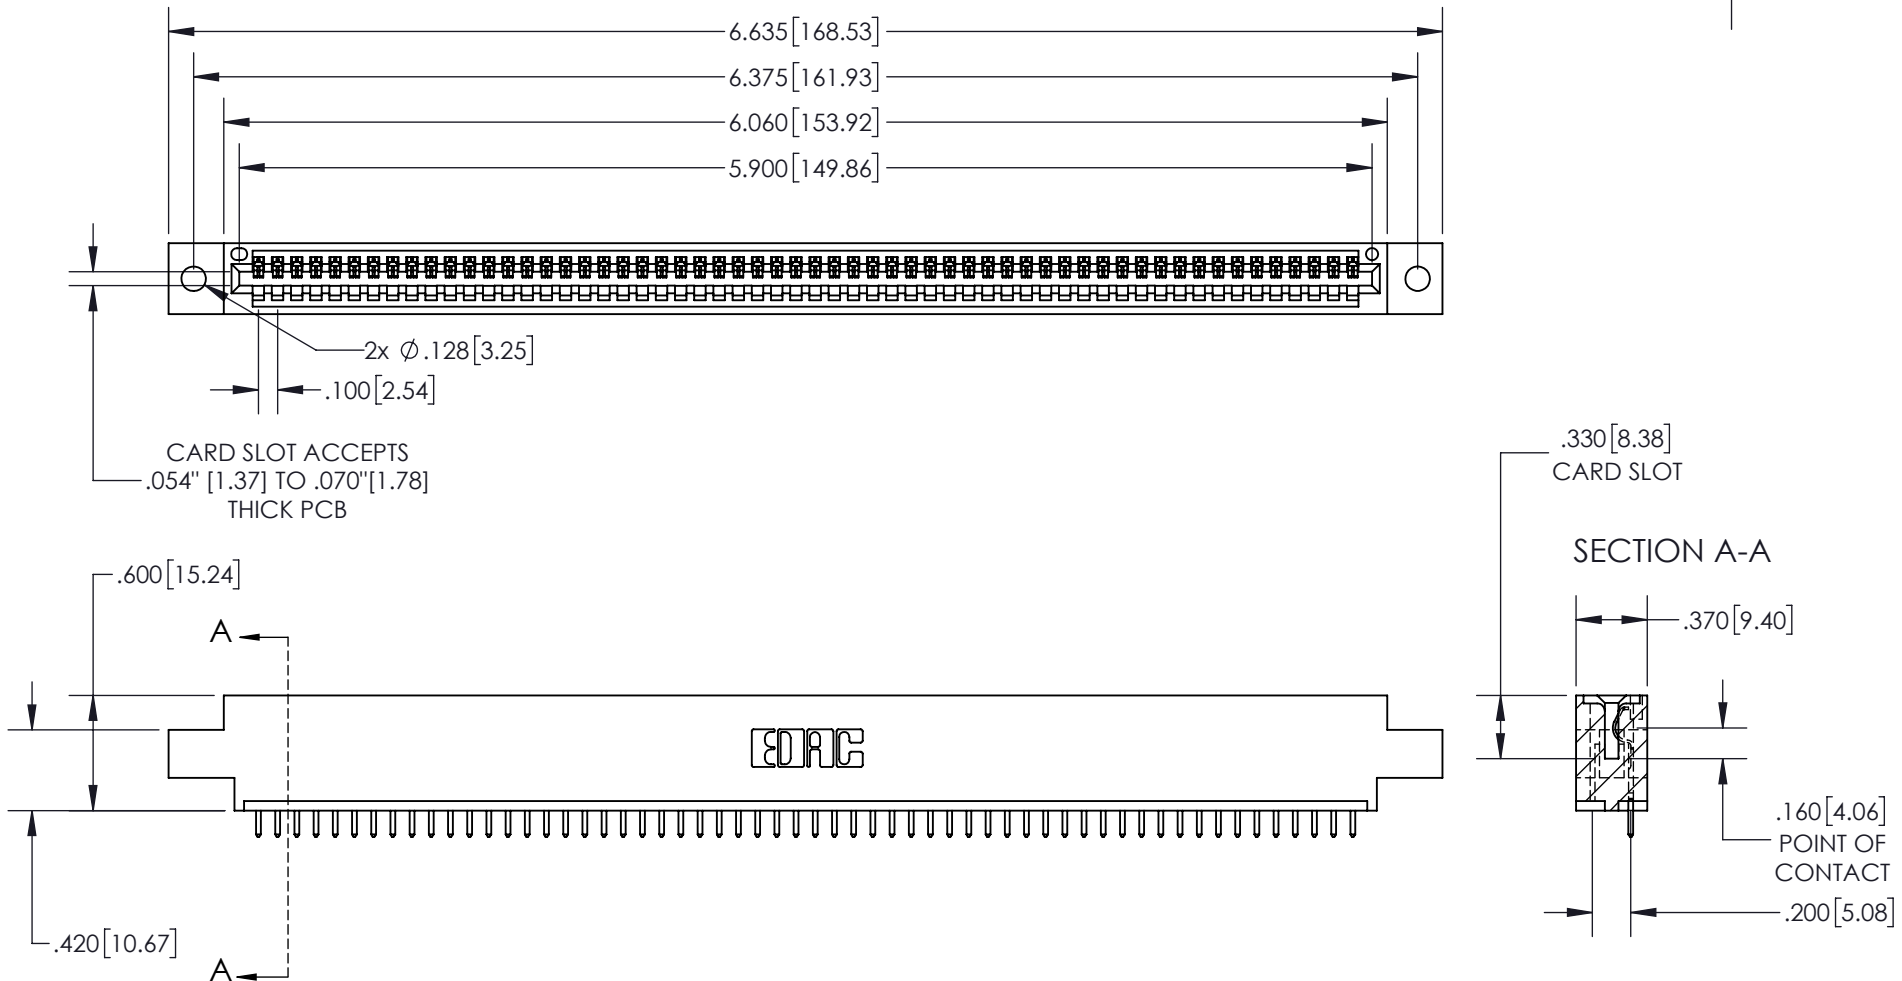 6.635[168.53]
6.375[161.93]
6.060[153.92]
5.900[149.86]
2x Ø.128[3.25]
.100[2.54]
CARD SLOT ACCEPTS
.054" [1.37] TO .070"[1.78]
THICK PCB
.330[8.38]
CARD SLOT
SECTION A-A
.600[15.24]
.370[9.40]
A
EDAC
.160[4.06]
POINT OF
CONTACT
.200[5.08]
.420[10.67]
A